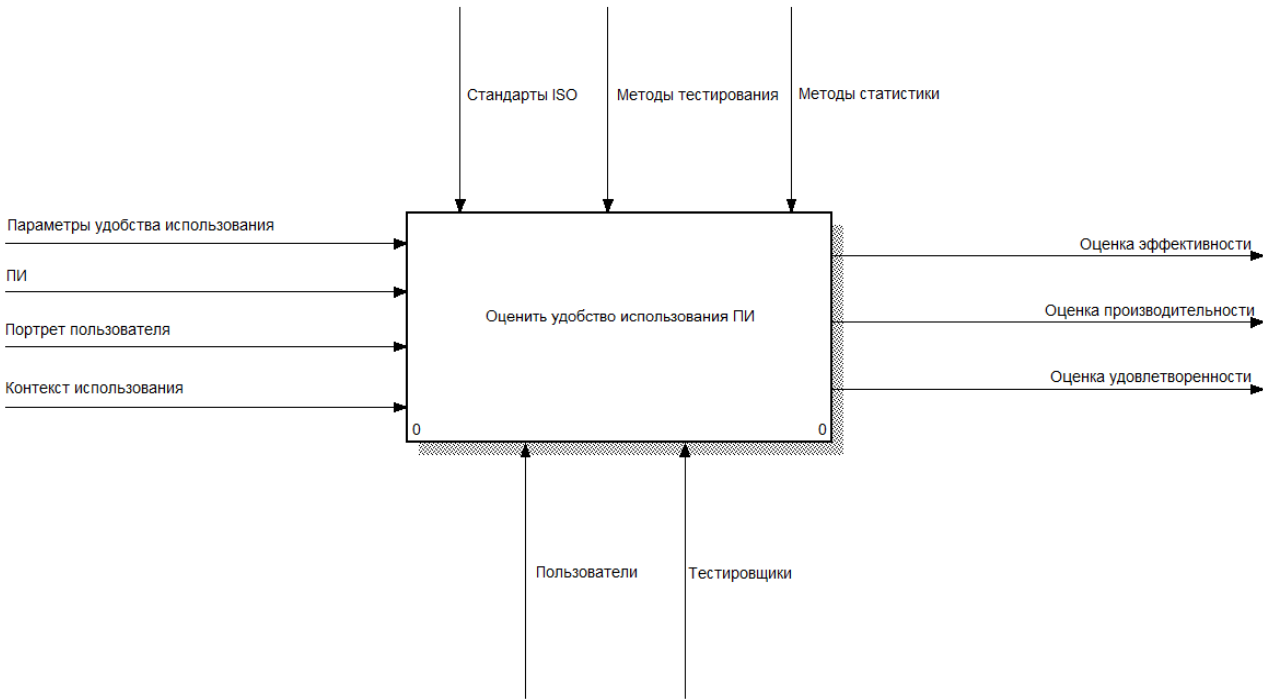 Стандарты ISO
Методы тестирования
Методы статистики
Параметры удобства использования
ПИ
Портрет пользователя
Контекст использования
Оценить удобство использования ПИ
0
0
Оценка эффективности
Оценка производительности
Оценка удовлетворенности
Пользователи
Тестировщики